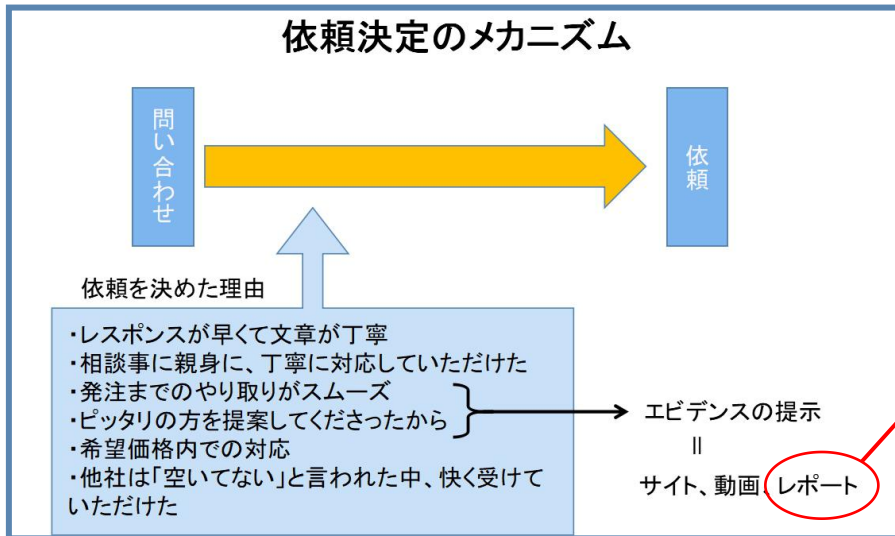 依頼決定のメカニズム
問い合わせ
依頼
依頼を決めた理由
・レスポンスが早くて文章が丁寧
・相談事に親身に、丁寧に対応していただけた
・発注までのやり取りがスムーズ
・ピッタリの方を提案してくださったから
・希望価格内での対応
・他社は「空いてない」と言われた中、快く受けて
いただけた
エビデンスの提示
＝
サイト、動画、レポート